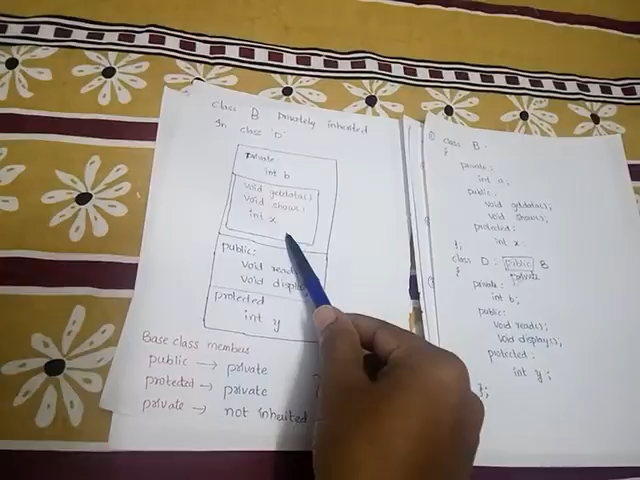 class B Privately inherited
In class 'D'
Private:
int b
void getdata()
void show()
int x
public:
void read
void displ
protected
int y
Base class members
public → private
proteded → private
private → not inherited
class B
{
private:
int a;
public:
void getdata();
void show();
protected:
int x
};
class D: public B
private
{
private:
int b;
public:
void read();
void display();
protected:
int y;
};